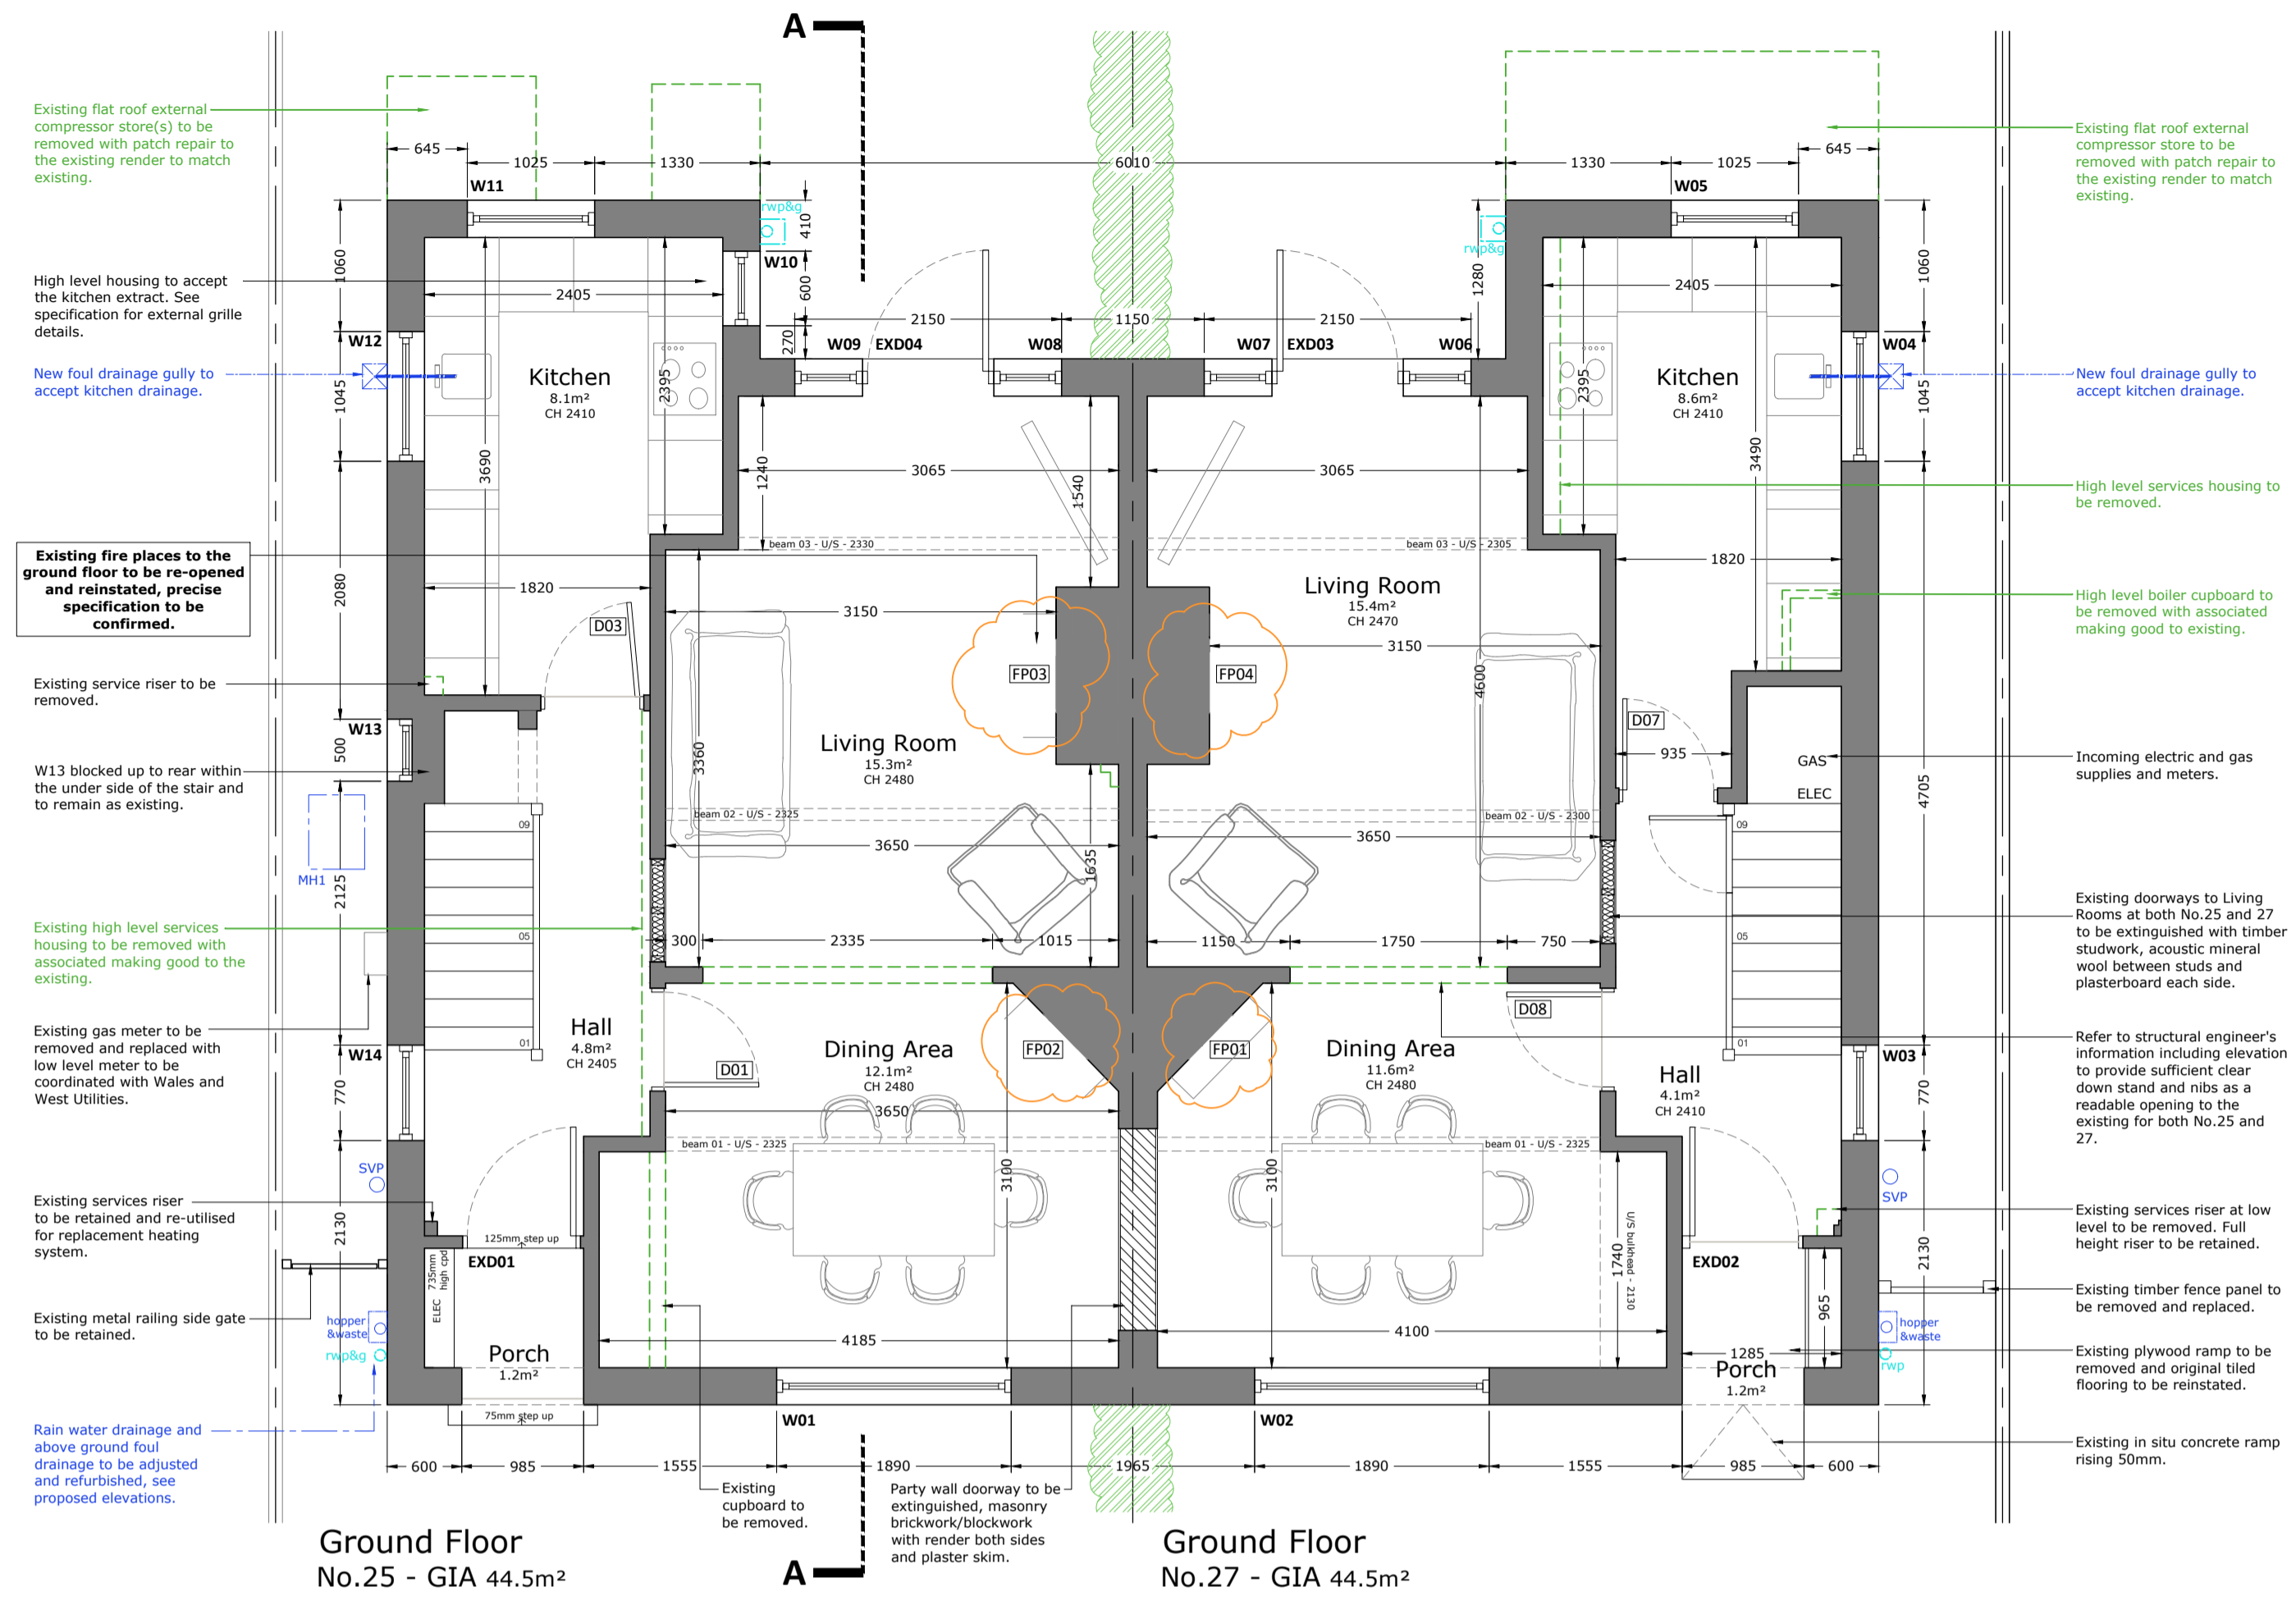 A
Existing flat roof external
compressor store(s) to be
removed with patch repair to
the existing render to match
existing.
High level housing to accept
the kitchen extract. See
specification for external grille
details.
New foul drainage gully to
accept kitchen drainage.
Existing fire places to the
ground floor to be re-opened
and reinstated, precise
specification to be
confirmed.
Existing service riser to be
removed.
W13 blocked up to rear within
the under side of the stair and
to remain as existing.
Existing high level services
housing to be removed with
associated making good to the
existing.
Existing gas meter to be
removed and replaced with
low level meter to be
coordinated with Wales and
West Utilities.
Existing services riser
to be retained and re-utilised
for replacement heating
system.
Existing metal railing side gate
to be retained.
Rain water drainage and
above ground foul
drainage to be adjusted
and refurbished, see
proposed elevations.
645
1025
1330
6010
1330
1025
645
W11
W05
rwp&g
410
W10
600
270
rwp&g
1280
1060
1045
2080
500
2125
770
2130
W12
W13
W14
MH1
SVP
hopper
&waste
rwp&g
2405
Kitchen
8.1m²
CH 2410
2395
3690
1820
D03
2150
1150
2150
W09
EXD04
W08
W07
EXD03
W06
1240
3065
1540
3065
beam 03 - U/S - 2330
beam 03 - U/S - 2305
3150
FP03
FP04
3150
Living Room
15.3m²
CH 2480
3360
Living Room
15.4m²
CH 2470
4600
beam 02 - U/S - 2325
beam 02 - U/S - 2300
3650
1635
3650
300
2335
1015
1150
1750
750
09
05
01
Hall
4.8m²
CH 2405
D01
Dining Area
12.1m²
CH 2480
3650
FP02
FP01
Dining Area
11.6m²
CH 2480
D08
beam 01 - U/S - 2325
beam 01 - U/S - 2325
3100
3100
4185
4100
1740
U/S bulkhead - 2130
125mm step up
EXD01
ELEC
735mm
high cpd
Porch
1.2m²
75mm step up
W01
W02
2405
Kitchen
8.6m²
CH 2410
2395
3490
1820
D07
935
GAS
ELEC
09
05
01
Hall
4.1m²
CH 2410
EXD02
965
1285
Porch
1.2m²
1060
W04
1045
4705
W03
770
SVP
2130
hopper
&waste
rwp
600
985
1555
1890
1965
1890
1555
985
600
Existing
cupboard to
be removed.
Party wall doorway to be
extinguished, masonry
brickwork/blockwork
with render both sides
and plaster skim.
Existing flat roof external
compressor store to be
removed with patch repair to
the existing render to match
existing.
New foul drainage gully to
accept kitchen drainage.
High level services housing to
be removed.
High level boiler cupboard to
be removed with associated
making good to existing.
Incoming electric and gas
supplies and meters.
Existing doorways to Living
Rooms at both No.25 and 27
to be extinguished with timber
studwork, acoustic mineral
wool between studs and
plasterboard each side.
Refer to structural engineer's
information including elevation
to provide sufficient clear
down stand and nibs as a
readable opening to the
existing for both No.25 and
27.
Existing services riser at low
level to be removed. Full
height riser to be retained.
Existing timber fence panel to
be removed and replaced.
Existing plywood ramp to be
removed and original tiled
flooring to be reinstated.
Existing in situ concrete ramp
rising 50mm.
Ground Floor
No.25 - GIA 44.5m²
A
Ground Floor
No.27 - GIA 44.5m²